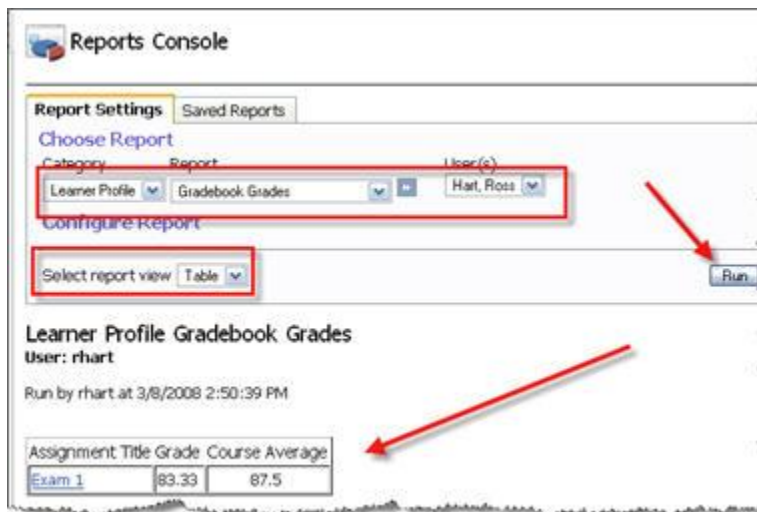 Reports Console
Report Settings Saved Reports
Choose Report
Category Report User(s)
Learner Profile Gradebook Grades Hart, Ross
Configure Report
Select report view Table Run
Learner Profile Gradebook Grades
User: rhart
Run by rhart at 3/8/2008 2:50:39 PM
Assignment Title Grade Course Average
Exam 1 83.33 87.5